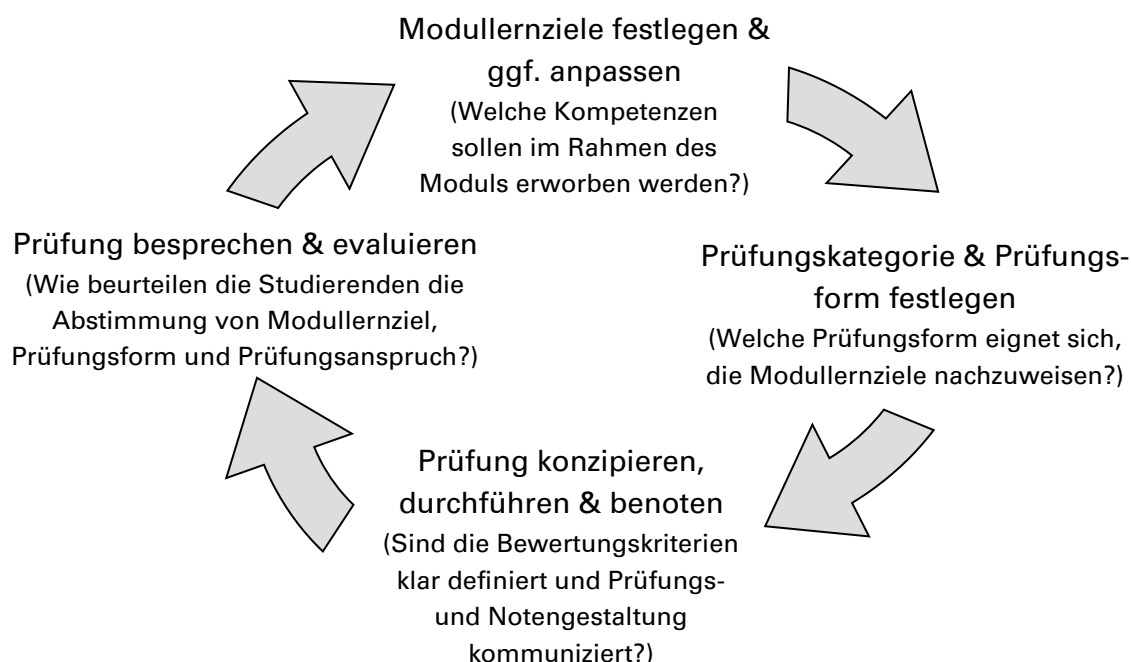 Modullernziele festlegen &
ggf. anpassen
(Welche Kompetenzen
sollen im Rahmen des
Moduls erworben werden?)
Prüfungskategorie & Prüfungs-
form festlegen
(Welche Prüfungsform eignet sich,
die Modullernziele nachzuweisen?)
Prüfung konzipieren,
durchführen & benoten
(Sind die Bewertungskriterien
klar definiert und Prüfungs-
und Notengestaltung
kommuniziert?)
Prüfung besprechen & evaluieren
(Wie beurteilen die Studierenden die
Abstimmung von Modullernziel,
Prüfungsform und Prüfungsanspruch?)